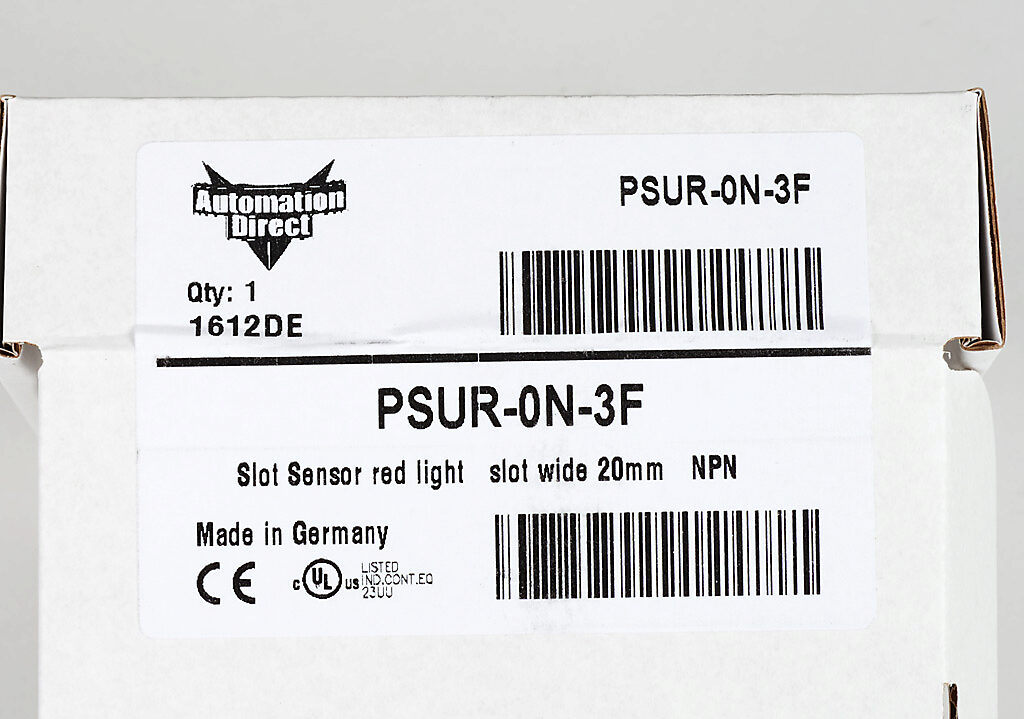 Automation
Direct
PSUR-0N-3F
Qty: 1
1612DE
PSUR-0N-3F
Slot Sensor red light slot wide 20mm NPN
Made in Germany
CE
c UL us
LISTED
IND.CONT.EQ
23UU